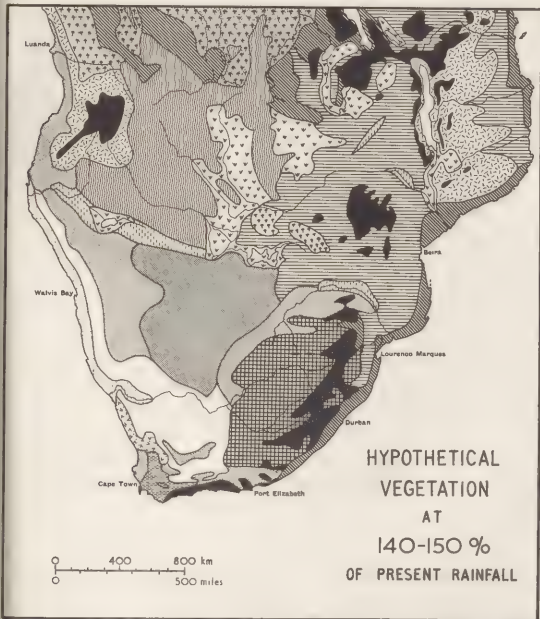 Luanda
Beira
Walvis Bay
Lourenco Marques
Durban
HYPOTHETICAL
VEGETATION
Cape Town
Port Elizabeth
AT
140-150 %
0 400 800 km
OF PRESENT RAINFALL
0 500 miles